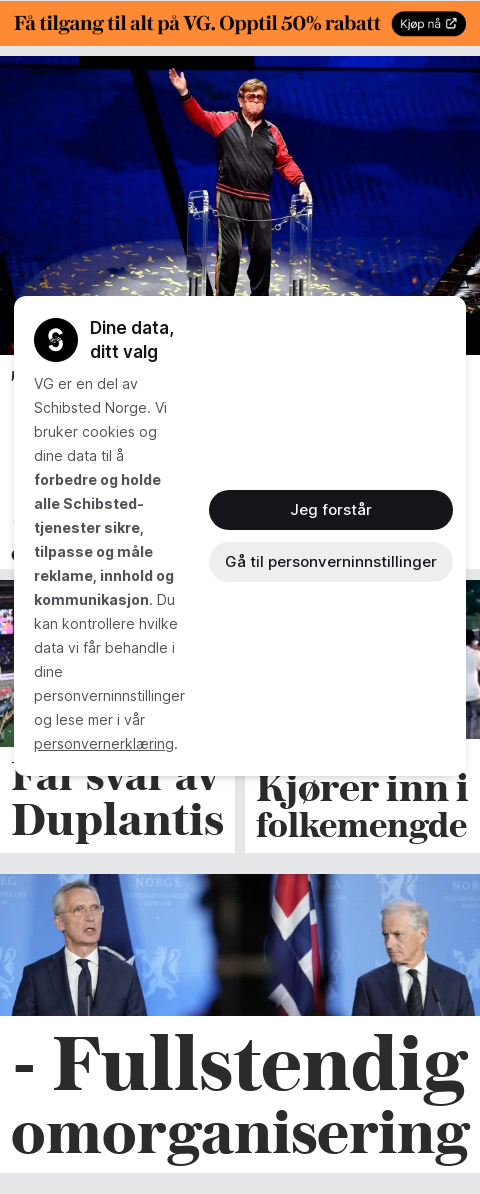 Få tilgang til alt på VG. Opptil 50% rabatt
Kjøp nå
Dine data,
ditt valg
VG er en del av
Schibsted Norge. Vi
bruker cookies og
dine data til å
forbedre og holde
alle Schibsted-
tjenester sikre,
tilpasse og måle
reklame, innhold og
kommunikasjon. Du
kan kontrollere hvilke
data vi får behandle i
dine
personverninnstillinger
og lese mer i vår
personvernerklæring.
Jeg forstår
Gå til personverninnstillinger
Får svar av
Duplantis
Kjører inn i
folkemengde
NORGE
- Fullstendig
omorganisering